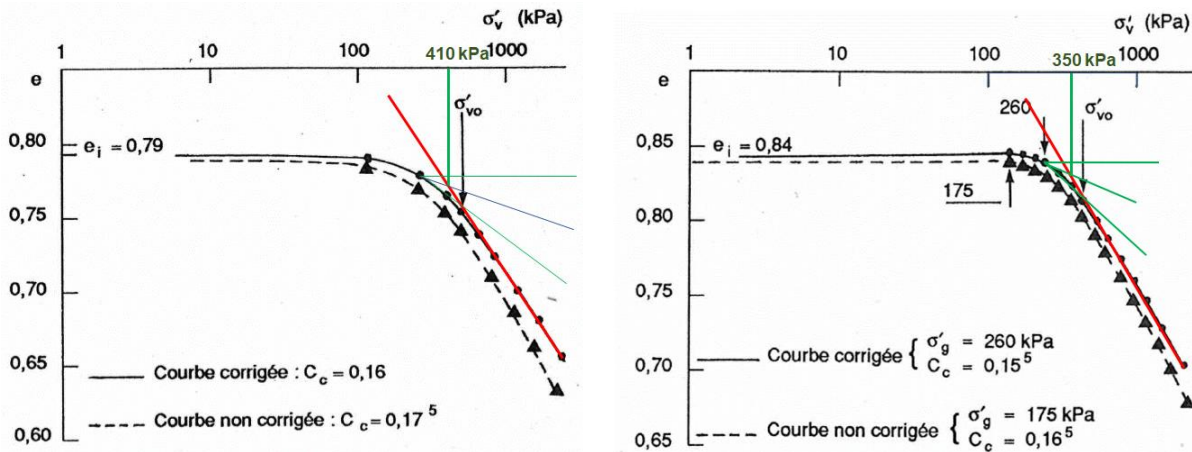 σ′v (kPa)
1 10 100 1000
410 kPa
e
σ′vo
0,80
ei = 0,79
0,75
0,70
0,65
0,60
Courbe corrigée : Cc = 0,16
Courbe non corrigée : Cc = 0,17⁵
σ′v (kPa)
1 10 100 1000
350 kPa
e
260
σ′vo
0,85
ei = 0,84
175
0,80
0,75
0,70
0,65
Courbe corrigée { σ′g = 260 kPa
Cc = 0,15⁵
Courbe non corrigée { σ′g = 175 kPa
Cc = 0,16⁵